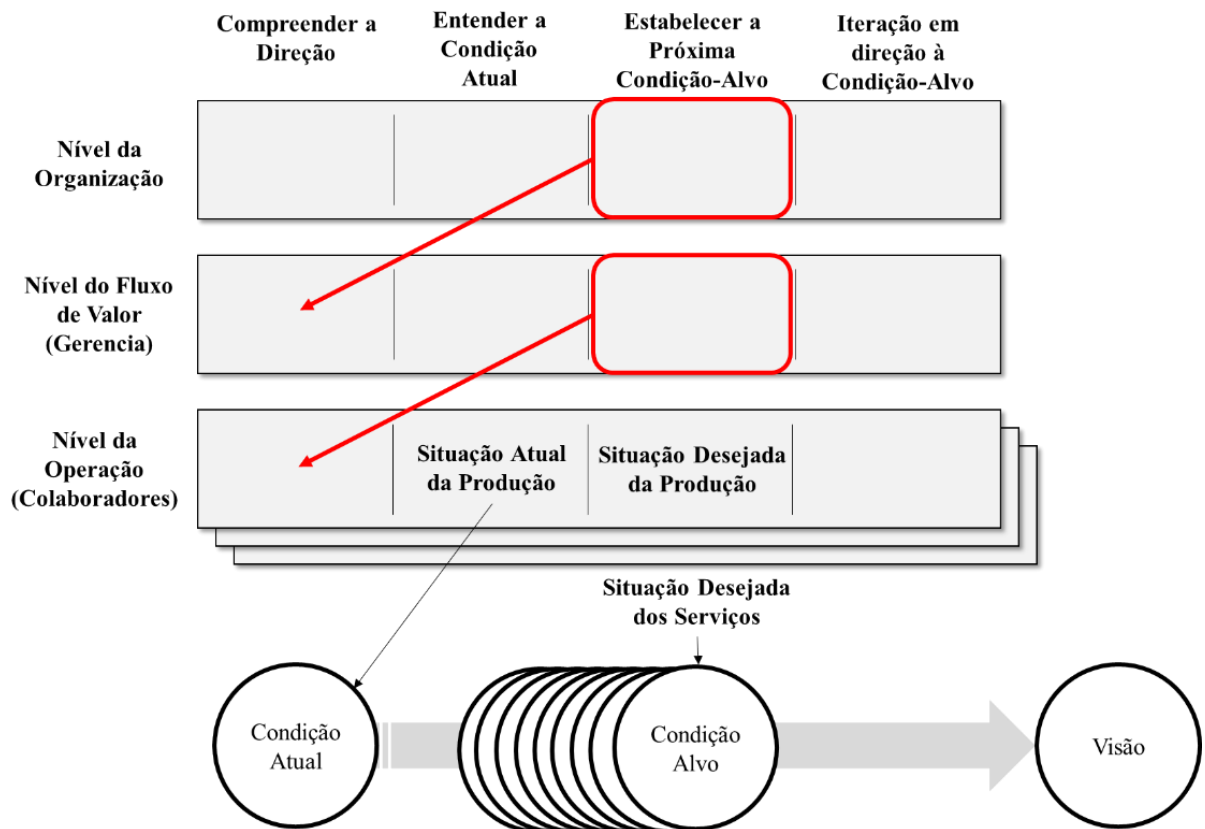 Compreender a
Direção
Entender a
Condição
Atual
Estabelecer a
Próxima
Condição-Alvo
Iteração em
direção à
Condição-Alvo
Nível da
Organização
Nível do Fluxo
de Valor
(Gerencia)
Nível da
Operação
(Colaboradores)
Situação Atual
da Produção
Situação Desejada
da Produção
Situação Desejada
dos Serviços
Condição
Atual
Condição
Alvo
Visão